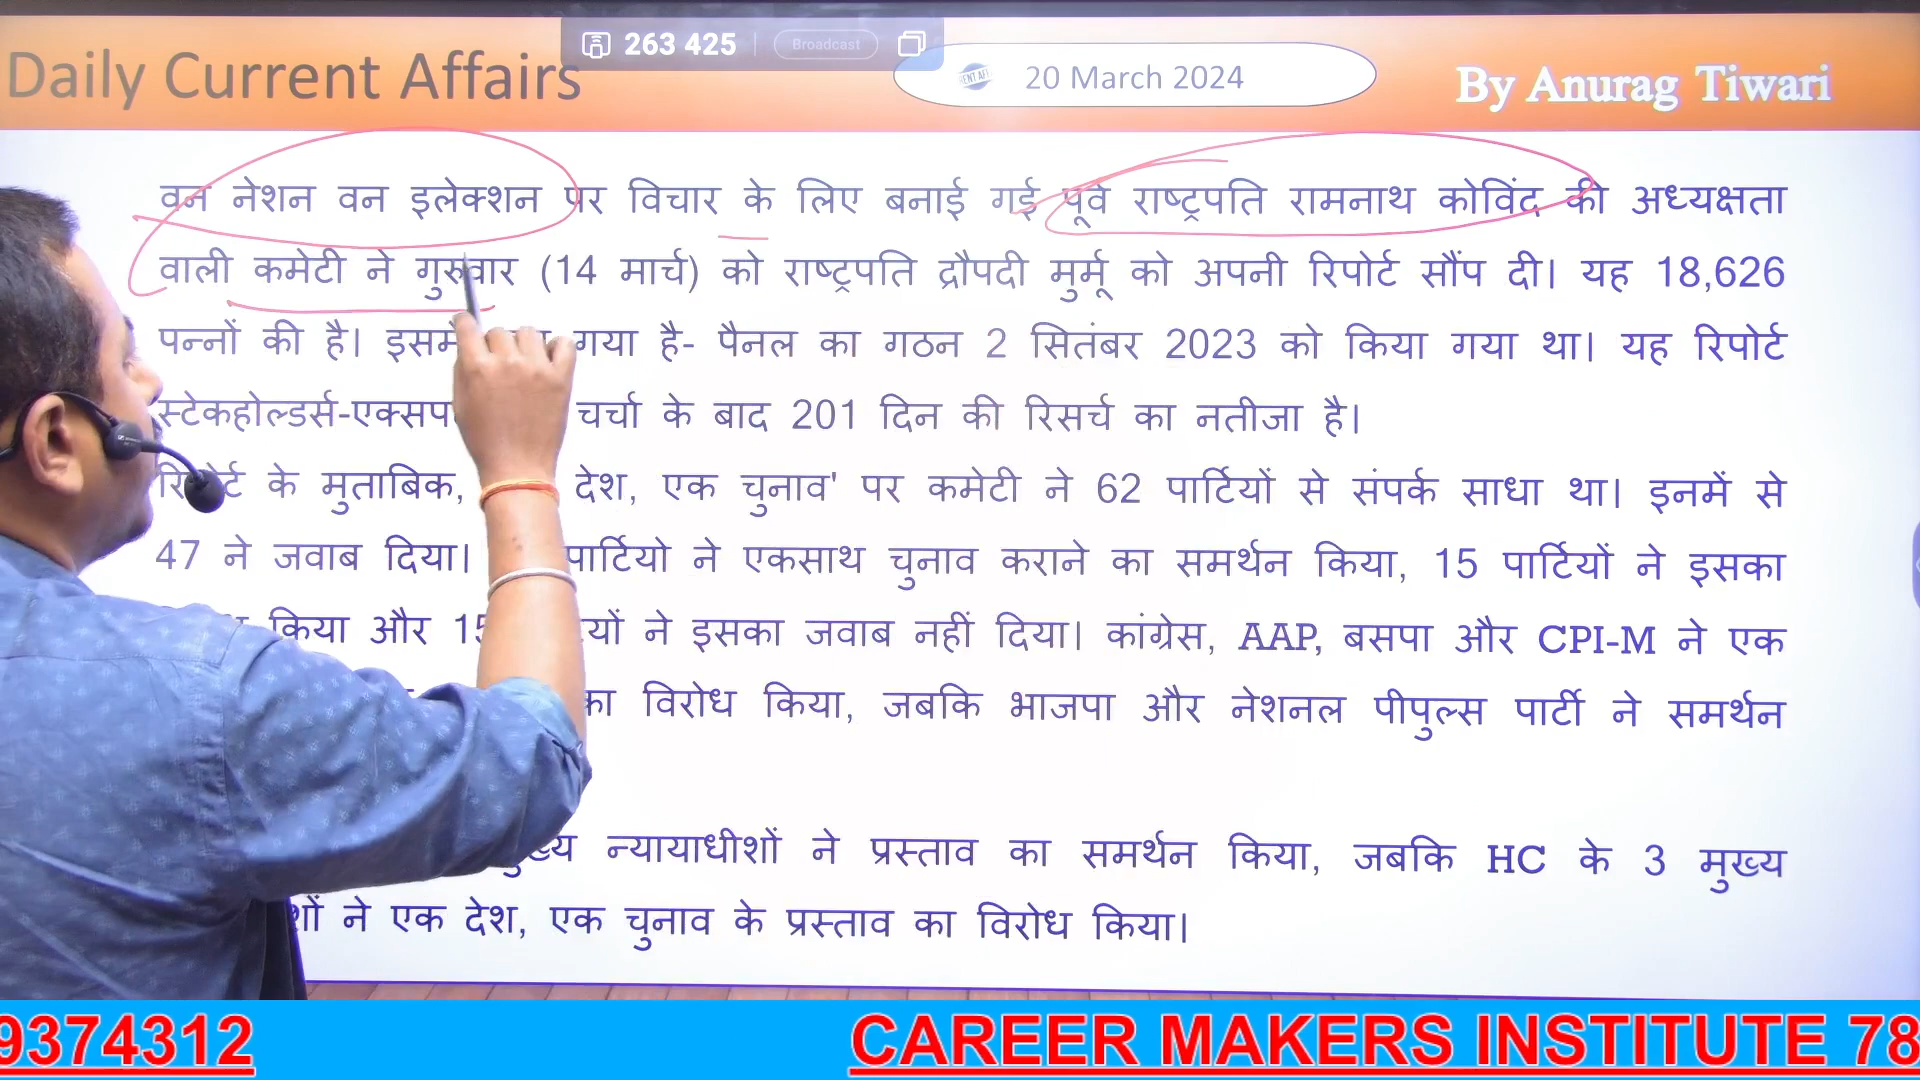 263 425 Broadcast
Daily Current Affairs
20 March 2024
By Anurag Tiwari
वन नेशन वन इलेक्शन पर विचार के लिए बनाई गई पूर्व राष्ट्रपति रामनाथ कोविंद की अध्यक्षता
वाली कमेटी ने गुरुवार (14 मार्च) को राष्ट्रपति द्रौपदी मुर्मू को अपनी रिपोर्ट सौंप दी। यह 18,626
पन्नों की है। इसमें गया है- पैनल का गठन 2 सितंबर 2023 को किया गया था। यह रिपोर्ट
स्टेकहोल्डर्स-एक्सप चर्चा के बाद 201 दिन की रिसर्च का नतीजा है।
रिपोर्ट के मुताबिक, देश, एक चुनाव' पर कमेटी ने 62 पार्टियों से संपर्क साधा था। इनमें से
47 ने जवाब दिया। पार्टियो ने एकसाथ चुनाव कराने का समर्थन किया, 15 पार्टियों ने इसका
किया और 15 यों ने इसका जवाब नहीं दिया। कांग्रेस, AAP, बसपा और CPI-M ने एक
का विरोध किया, जबकि भाजपा और नेशनल पीपुल्स पार्टी ने समर्थन
मुख्य न्यायाधीशों ने प्रस्ताव का समर्थन किया, जबकि HC के 3 मुख्य
शों ने एक देश, एक चुनाव के प्रस्ताव का विरोध किया।
9374312 CAREER MAKERS INSTITUTE 78